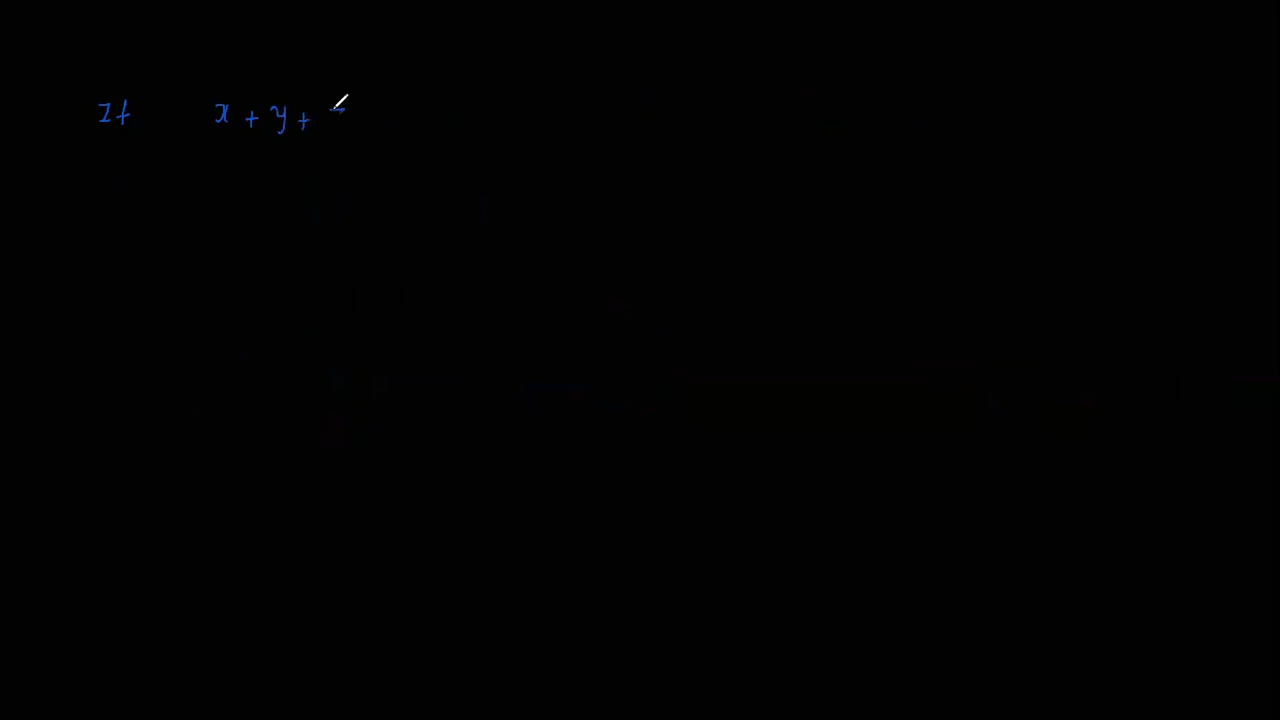 If x + y +